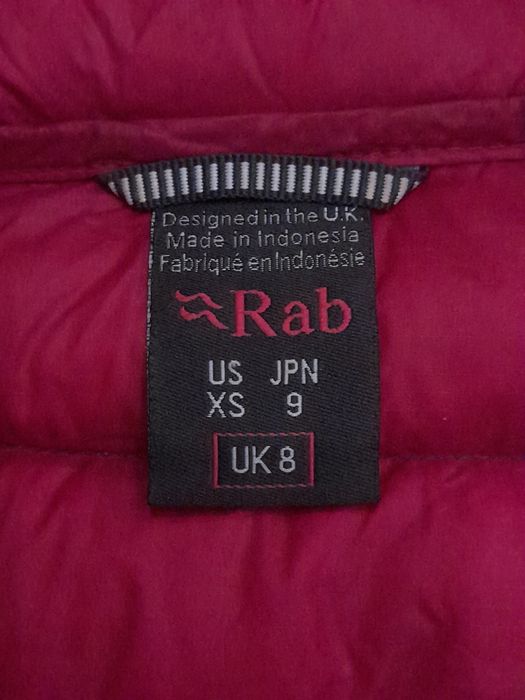 Designed in the U.K.
Made in Indonesia
Fabriqué en Indonésie
Rab
US JPN
XS 9
UK 8